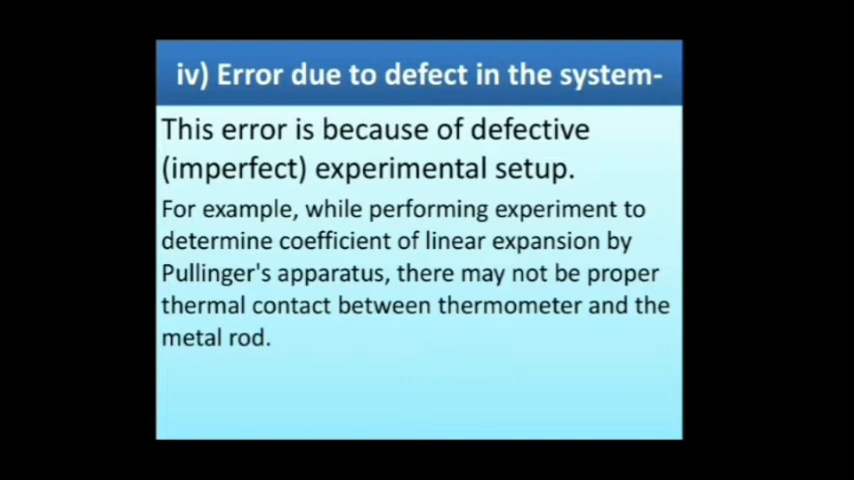 iv) Error due to defect in the system-
This error is because of defective
(imperfect) experimental setup.
For example, while performing experiment to
determine coefficient of linear expansion by
Pullinger's apparatus, there may not be proper
thermal contact between thermometer and the
metal rod.